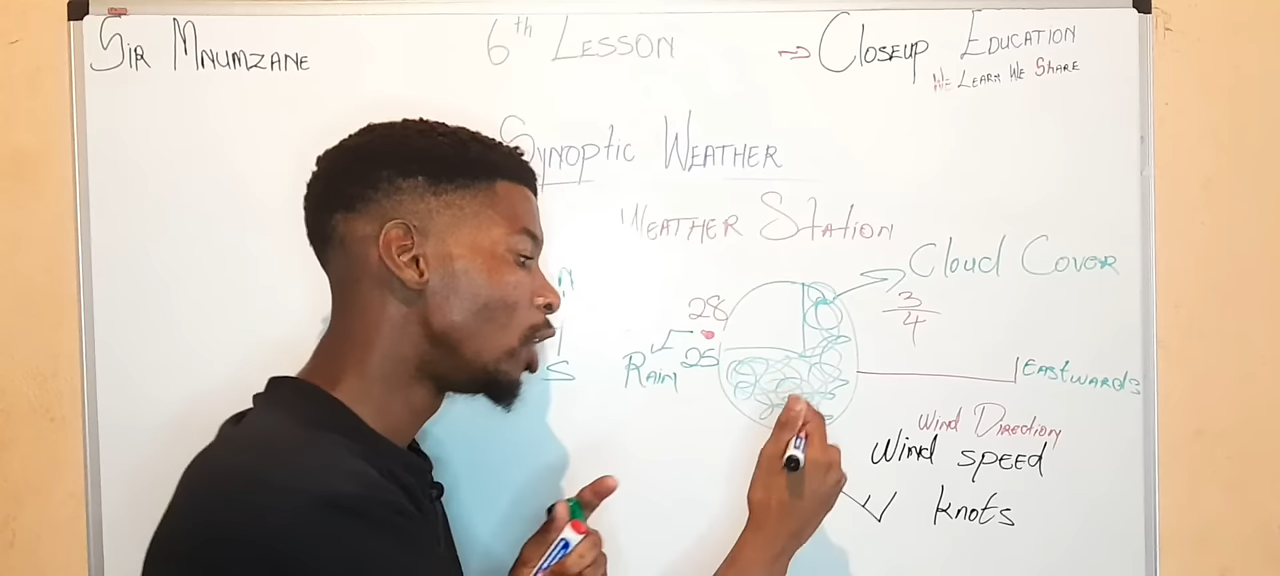 Sir Mnumzane
6th Lesson
→ Closeup Education
We Learn We Share
Synoptic Weather
Weather Station
Cloud Cover
3/4
N
S
28
Rain
25
Eastwards
Wind Direction
Wind speed
knots